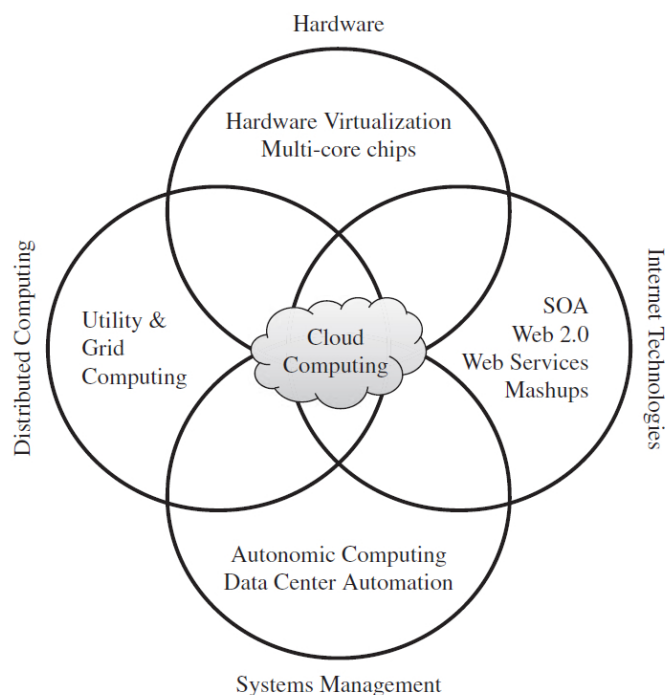 Hardware
Hardware Virtualization
Multi-core chips
Distributed Computing
Utility &
Grid
Computing
Cloud
Computing
SOA
Web 2.0
Web Services
Mashups
Internet Technologies
Autonomic Computing
Data Center Automation
Systems Management